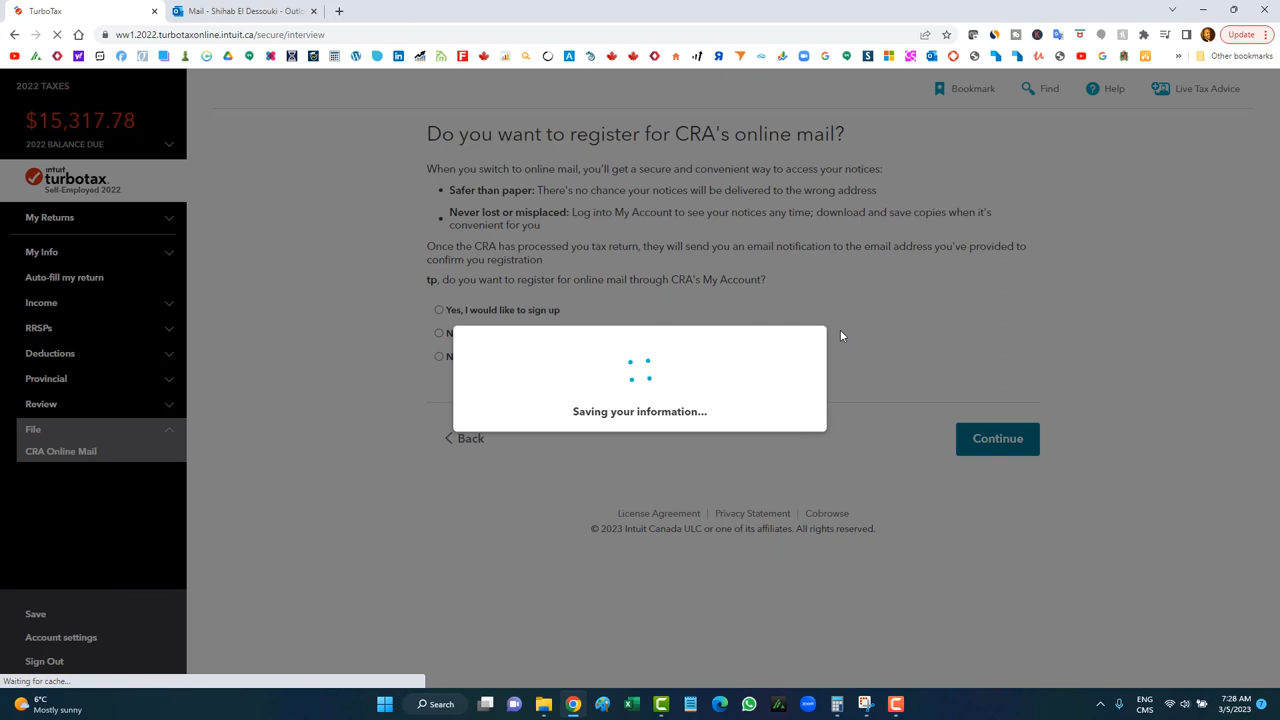 TurboTax
Mail - Shihab El Dessouki - Outlo
ww1.2022.turbotaxonline.intuit.ca/secure/interview
Update
Other bookmarks
2022 TAXES
$15,317.78
2022 BALANCE DUE
Bookmark
Find
Help
Live Tax Advice
intuit
turbotax
Self-Employed 2022
My Returns
My Info
Auto-fill my return
Income
RRSPs
Deductions
Provincial
Review
File
CRA Online Mail
Save
Account settings
Sign Out
Do you want to register for CRA's online mail?
When you switch to online mail, you'll get a secure and convenient way to access your notices:
Safer than paper: There's no chance your notices will be delivered to the wrong address
Never lost or misplaced: Log into My Account to see your notices any time; download and save copies when it's
convenient for you
Once the CRA has processed you tax return, they will send you an email notification to the email address you've provided to
confirm you registration
tp, do you want to register for online mail through CRA's My Account?
Yes, I would like to sign up
N
N
Saving your information...
Back
Continue
License Agreement | Privacy Statement | Cobrowse
© 2023 Intuit Canada ULC or one of its affiliates. All rights reserved.
Waiting for cache...
6°C
Mostly sunny
Search
ENG
CMS
7:28 AM
3/5/2023